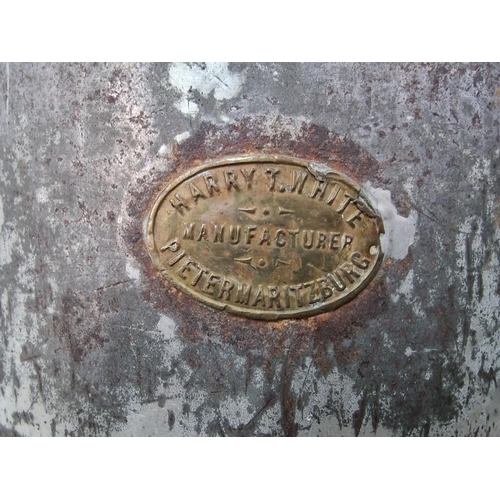 HARRY T. WHITE
MANUFACTURER
PIETERMARITZBURG